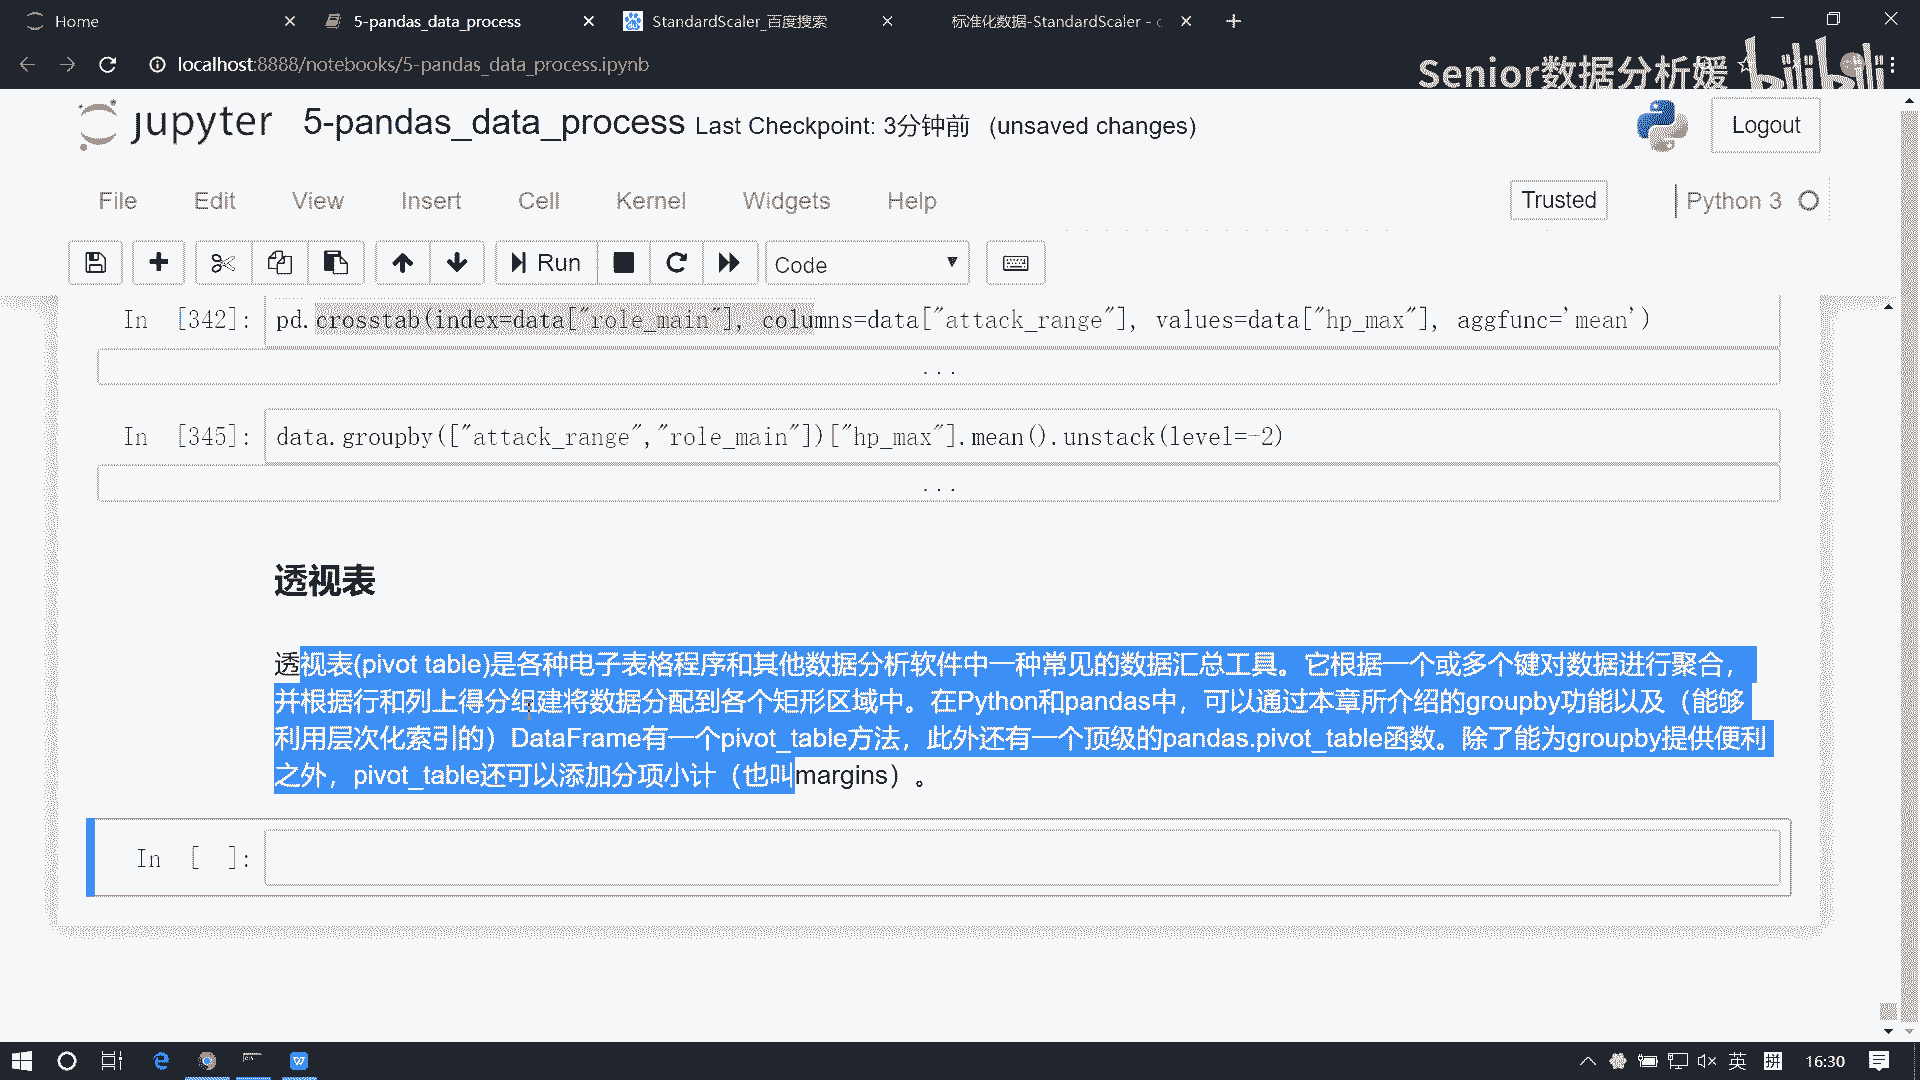 Home
5-pandas_data_process
StandardScaler_百度搜索
标准化数据-StandardScaler - c
localhost:8888/notebooks/5-pandas_data_process.ipynb
Senior数据分析媛
bilibili
jupyter 5-pandas_data_process Last Checkpoint: 3分钟前 (unsaved changes)
Logout
File Edit View Insert Cell Kernel Widgets Help
Trusted
Python 3
Run
Code
In [342]: pd.crosstab(index=data["role_main"], columns=data["attack_range"], values=data["hp_max"], aggfunc='mean')
...
In [345]: data.groupby(["attack_range","role_main"])["hp_max"].mean().unstack(level=-2)
...
透视表
透视表(pivot table)是各种电子表格程序和其他数据分析软件中一种常见的数据汇总工具。它根据一个或多个键对数据进行聚合，
并根据行和列上得分组建将数据分配到各个矩形区域中。在Python和pandas中，可以通过本章所介绍的groupby功能以及（能够
利用层次化索引的）DataFrame有一个pivot_table方法，此外还有一个顶级的pandas.pivot_table函数。除了能为groupby提供便利
之外，pivot_table还可以添加分项小计（也叫margins）。
In [ ]:
英
拼
16:30